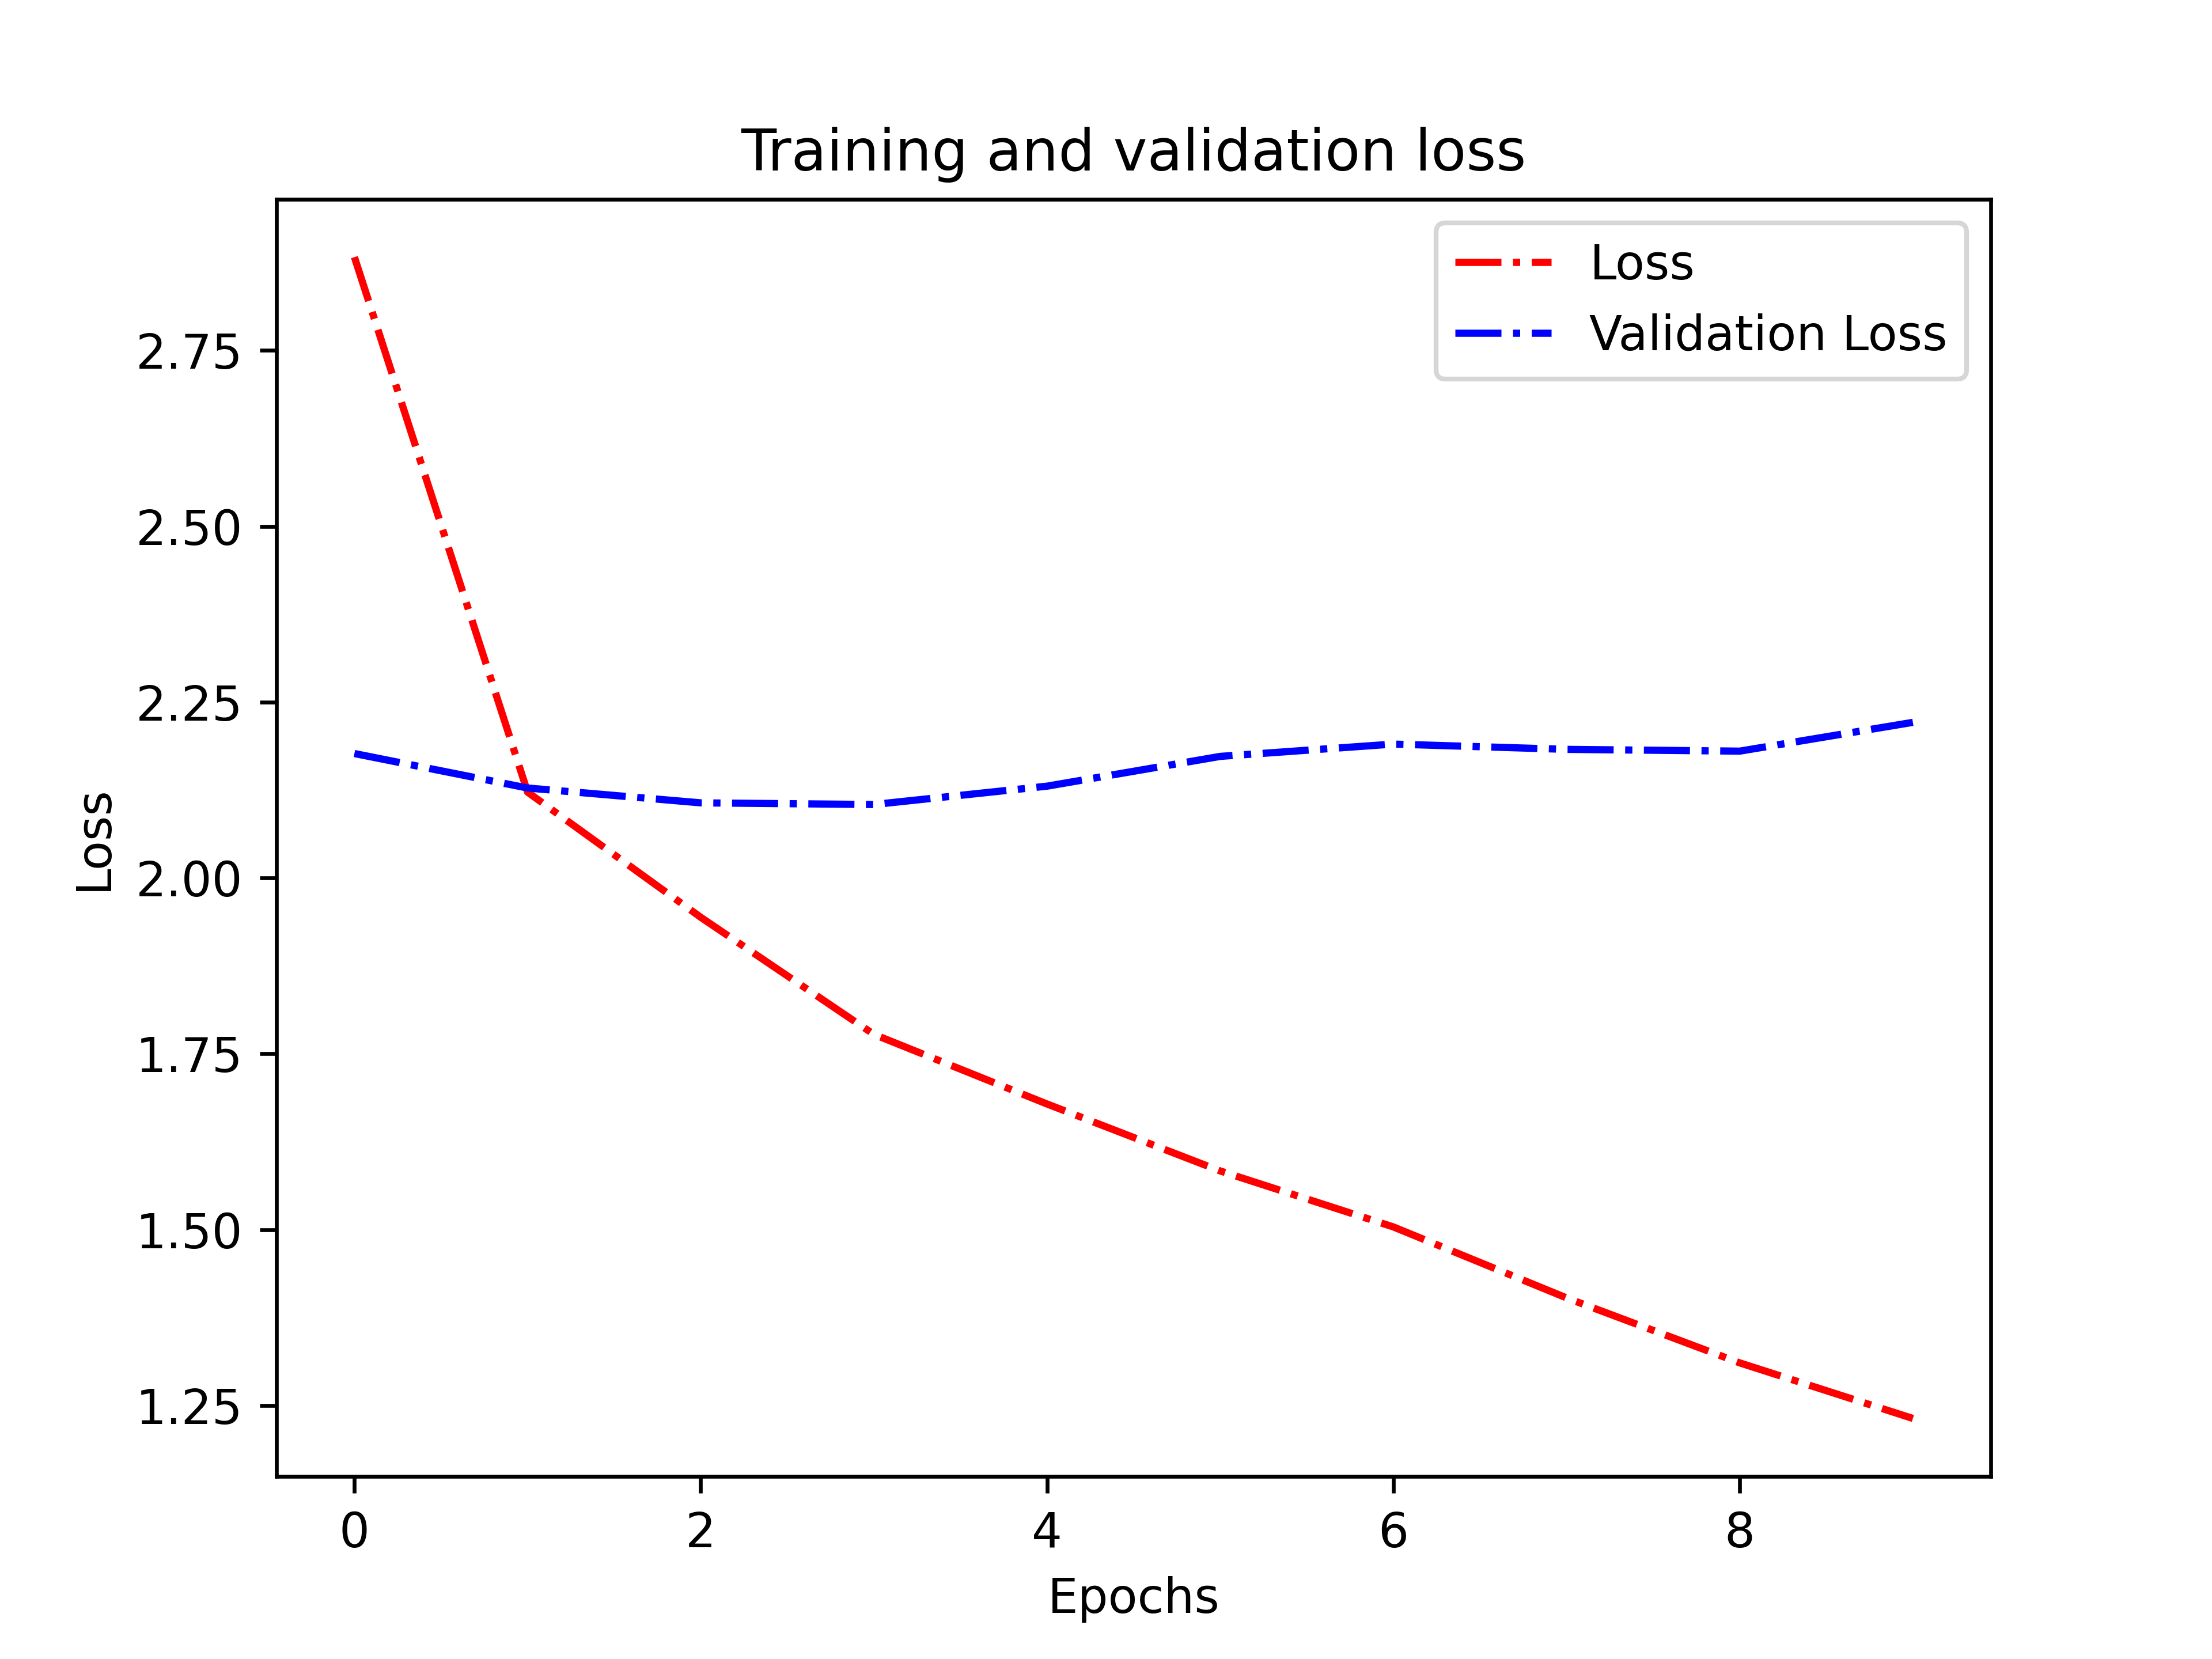 Training and validation loss
Loss
Validation Loss
2.75
2.50
2.25
2.00
1.75
1.50
1.25
Loss
0 2 4 6 8
Epochs